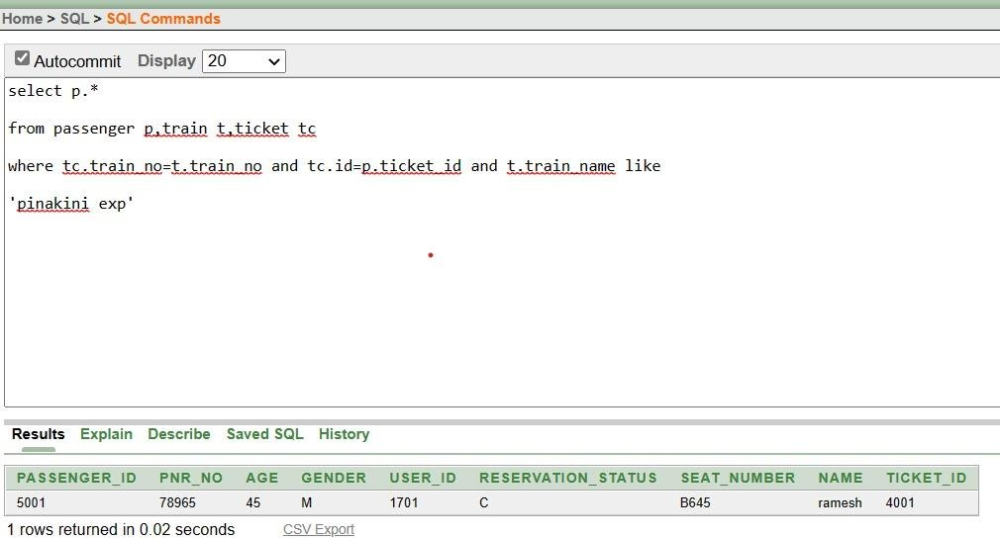 Home > SQL > SQL Commands
Autocommit Display 20
select p.*
from passenger p,train t,ticket tc
where tc.train_no=t.train_no and tc.id=p.ticket_id and t.train_name like
'pinakini exp'
Results Explain Describe Saved SQL History
PASSENGER_ID PNR_NO AGE GENDER USER_ID RESERVATION_STATUS SEAT_NUMBER NAME TICKET_ID
5001 78965 45 M 1701 C B645 ramesh 4001
1 rows returned in 0.02 seconds CSV Export